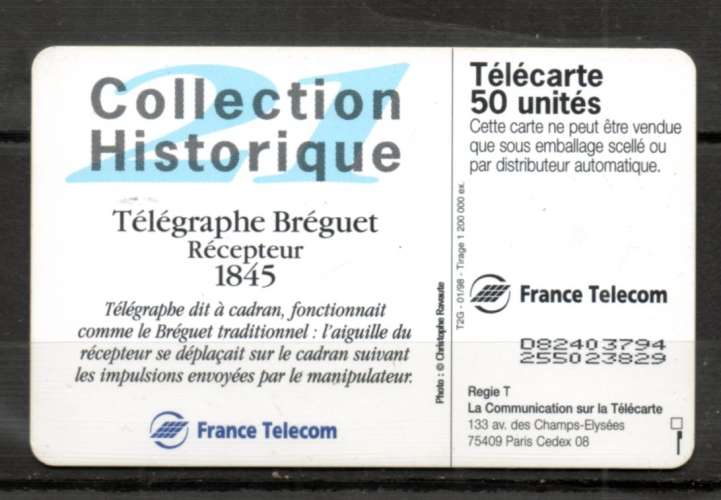 21
Collection
Historique
Télégraphe Bréguet
Récepteur
1845
Télégraphe dit à cadran, fonctionnait
comme le Bréguet traditionnel : l'aiguille du
récepteur se déplaçait sur le cadran suivant
les impulsions envoyées par le manipulateur.
France Telecom
Photo : © Christophe Ravaute
T2G - 01/98 - Tirage 1 200 000 ex.
Télécarte
50 unités
Cette carte ne peut être vendue
que sous emballage scellé ou
par distributeur automatique.
France Telecom
D82403794
255023829
Regie T
La Communication sur la Télécarte
133 av. des Champs-Elysées
75409 Paris Cedex 08